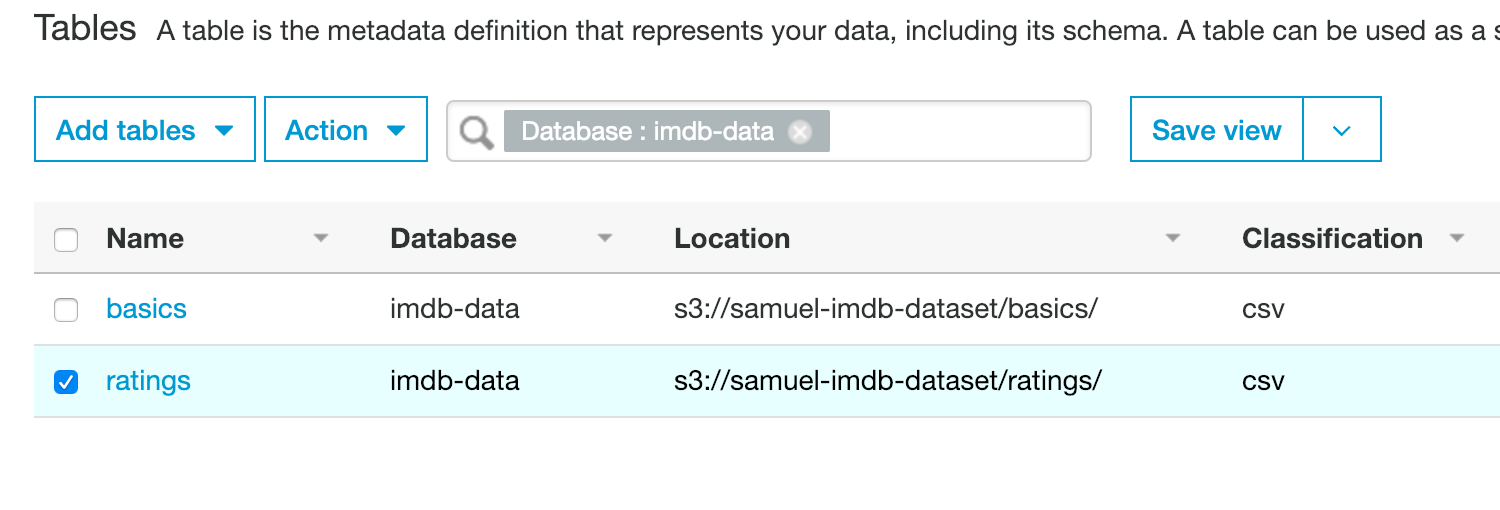 Tables A table is the metadata definition that represents your data, including its schema. A table can be used as a
Add tables Action Database : imdb-data Save view
Name Database Location Classification
basics imdb-data s3://samuel-imdb-dataset/basics/ csv
ratings imdb-data s3://samuel-imdb-dataset/ratings/ csv